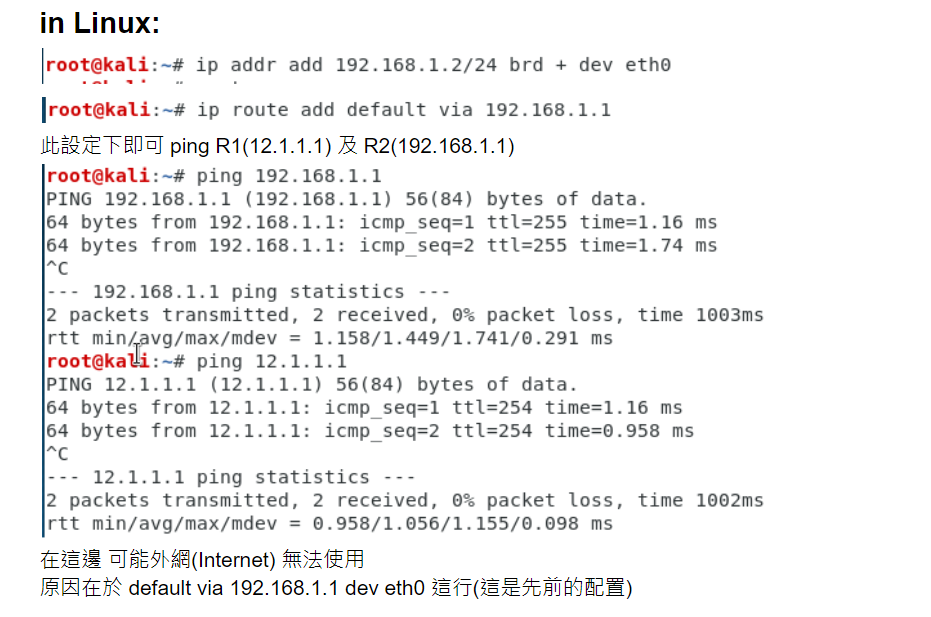 in Linux:
root@kali:~# ip addr add 192.168.1.2/24 brd + dev eth0
root@kali:~# ip route add default via 192.168.1.1
此設定下即可 ping R1(12.1.1.1) 及 R2(192.168.1.1)
root@kali:~# ping 192.168.1.1
PING 192.168.1.1 (192.168.1.1) 56(84) bytes of data.
64 bytes from 192.168.1.1: icmp_seq=1 ttl=255 time=1.16 ms
64 bytes from 192.168.1.1: icmp_seq=2 ttl=255 time=1.74 ms
^C
--- 192.168.1.1 ping statistics ---
2 packets transmitted, 2 received, 0% packet loss, time 1003ms
rtt min/avg/max/mdev = 1.158/1.449/1.741/0.291 ms
root@kali:~# ping 12.1.1.1
PING 12.1.1.1 (12.1.1.1) 56(84) bytes of data.
64 bytes from 12.1.1.1: icmp_seq=1 ttl=254 time=1.16 ms
64 bytes from 12.1.1.1: icmp_seq=2 ttl=254 time=0.958 ms
^C
--- 12.1.1.1 ping statistics ---
2 packets transmitted, 2 received, 0% packet loss, time 1002ms
rtt min/avg/max/mdev = 0.958/1.056/1.155/0.098 ms
在這邊 可能外網(Internet) 無法使用
原因在於 default via 192.168.1.1 dev eth0 這行(這是先前的配置)